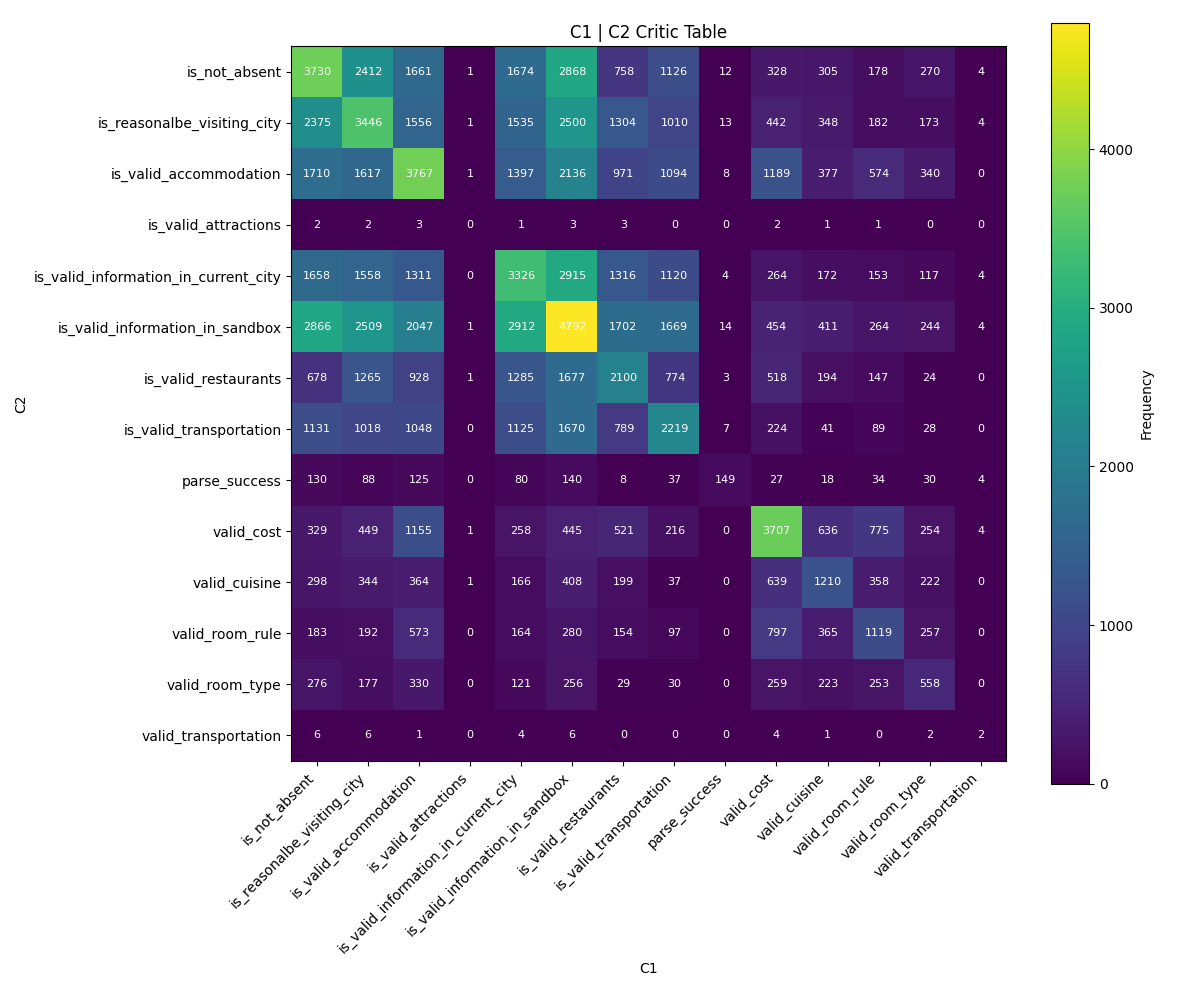 C1 | C2 Critic Table
is_not_absent 3730 2412 1661 1 1674 2868 758 1126 12 328 305 178 270 4
is_reasonalbe_visiting_city 2375 3446 1556 1 1535 2500 1304 1010 13 442 348 182 173 4
is_valid_accommodation 1710 1617 3767 1 1397 2136 971 1094 8 1189 377 574 340 0
is_valid_attractions 2 2 3 0 1 3 3 0 0 2 1 1 0 0
is_valid_information_in_current_city 1658 1558 1311 0 3326 2915 1316 1120 4 264 172 153 117 4
is_valid_information_in_sandbox 2866 2509 2047 1 2912 4792 1702 1669 14 454 411 264 244 4
is_valid_restaurants 678 1265 928 1 1285 1677 2100 774 3 518 194 147 24 0
is_valid_transportation 1131 1018 1048 0 1125 1670 789 2219 7 224 41 89 28 0
parse_success 130 88 125 0 80 140 8 37 149 27 18 34 30 4
valid_cost 329 449 1155 1 258 445 521 216 0 3707 636 775 254 4
valid_cuisine 298 344 364 1 166 408 199 37 0 639 1210 358 222 0
valid_room_rule 183 192 573 0 164 280 154 97 0 797 365 1119 257 0
valid_room_type 276 177 330 0 121 256 29 30 0 259 223 253 558 0
valid_transportation 6 6 1 0 4 6 0 0 0 4 1 0 2 2
C2
is_not_absent
is_reasonalbe_visiting_city
is_valid_accommodation
is_valid_attractions
is_valid_information_in_current_city
is_valid_information_in_sandbox
is_valid_restaurants
is_valid_transportation
parse_success
valid_cost
valid_cuisine
valid_room_rule
valid_room_type
valid_transportation
C1
4000
3000
2000
1000
0
Frequency